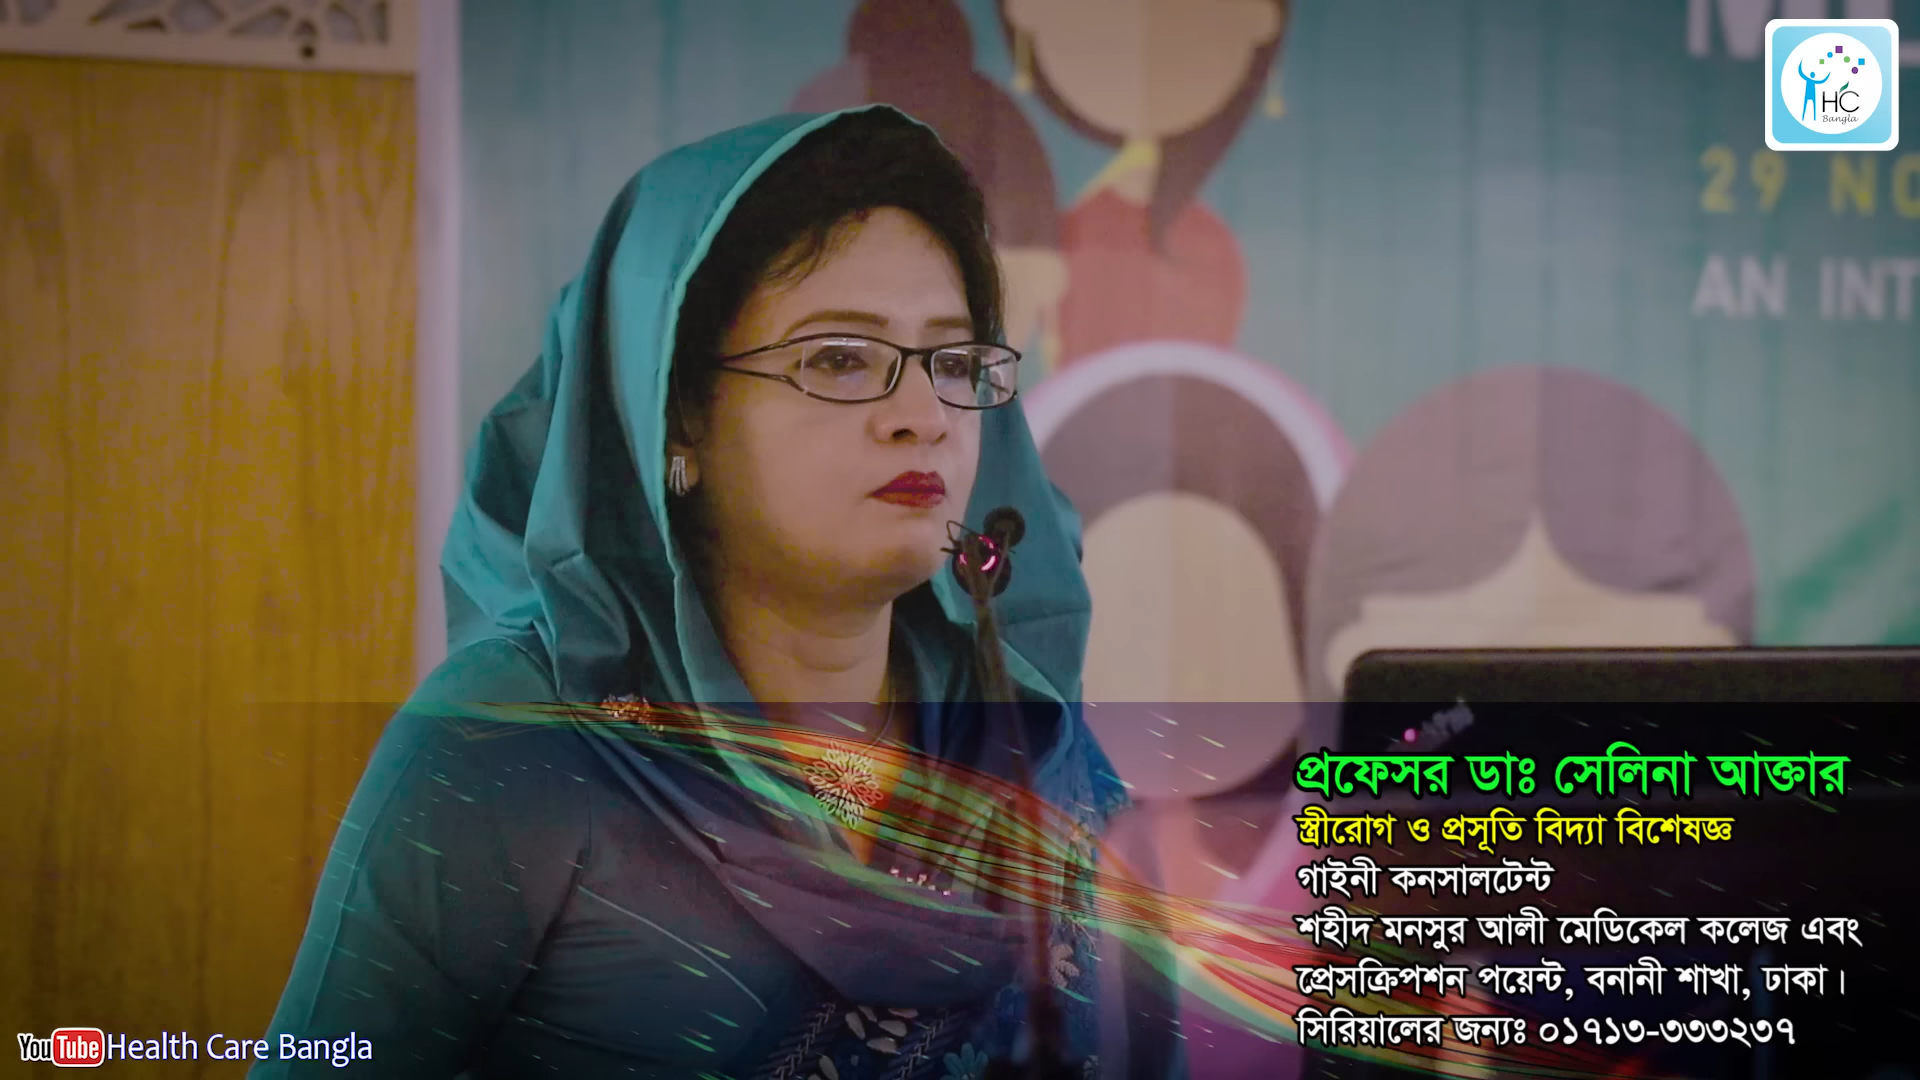 HC
Bangla
29 NO
AN INT
প্রফেসর ডাঃ সেলিনা আক্তার
স্ত্রীরোগ ও প্রসূতি বিদ্যা বিশেষজ্ঞ
গাইনী কনসালটেন্ট
শহীদ মনসুর আলী মেডিকেল কলেজ এবং
প্রেসক্রিপশন পয়েন্ট, বনানী শাখা, ঢাকা।
সিরিয়ালের জন্যঃ ০১৭১৩-৩৩৩২৩৭
YouTube Health Care Bangla